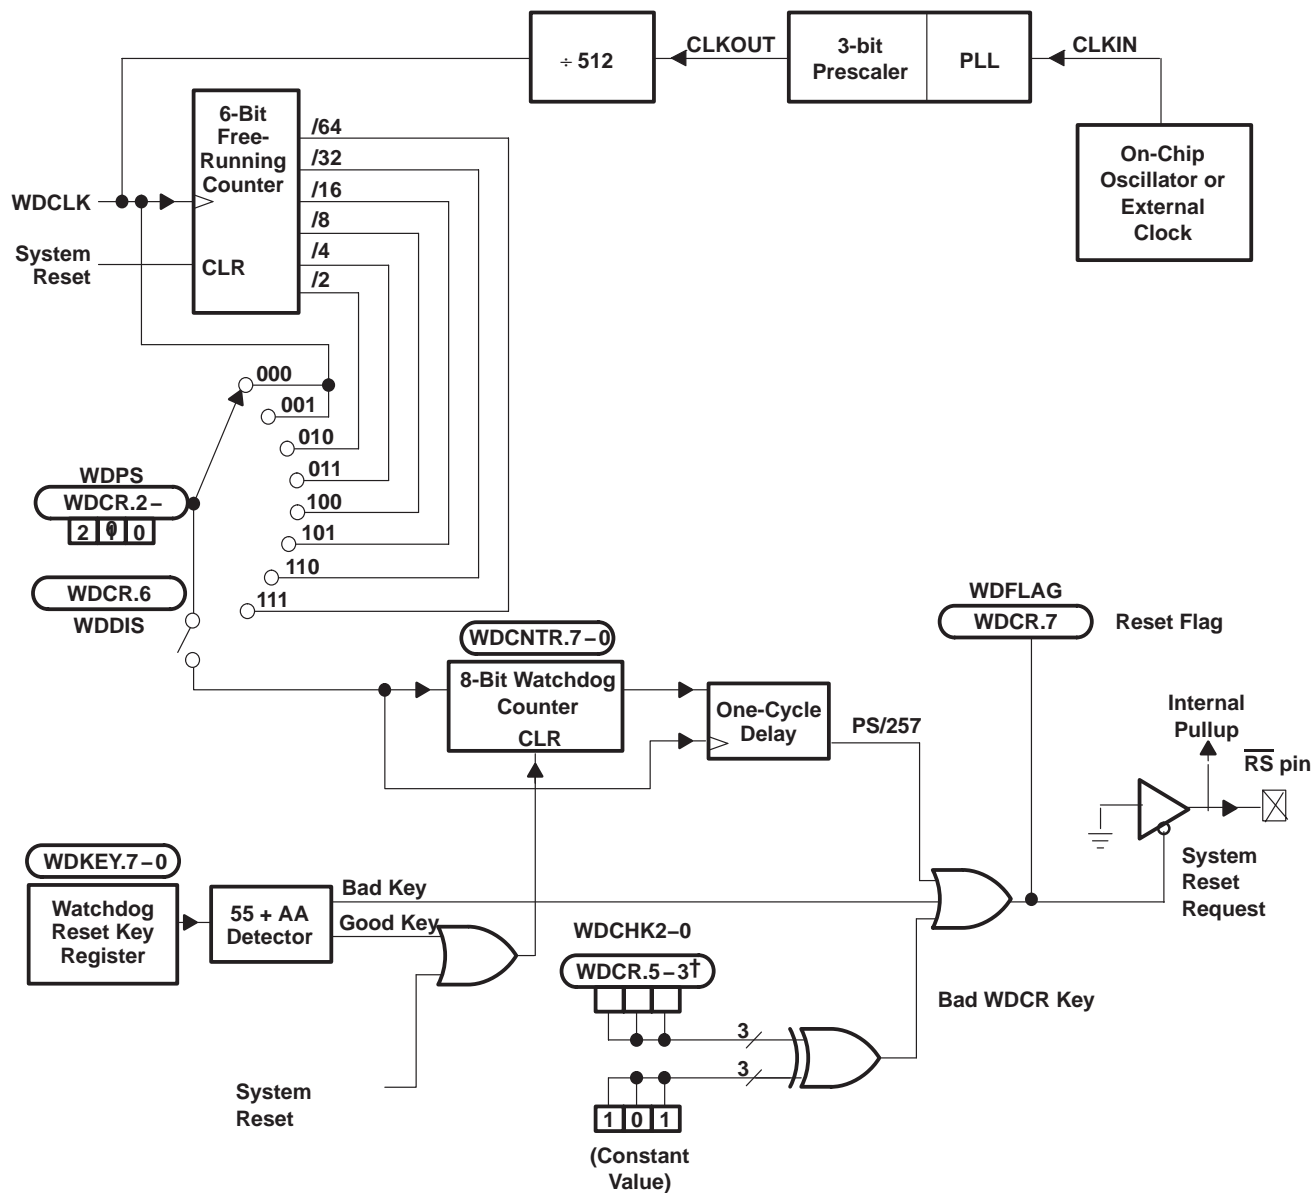 ÷ 512
CLKOUT
3-bit
Prescaler
PLL
CLKIN
On-Chip
Oscillator or
External
Clock
6-Bit
Free-
Running
Counter
CLR
/64
/32
/16
/8
/4
/2
WDCLK
System
Reset
000
001
010
011
100
101
110
111
WDPS
WDCR.2–
2
0
WDCR.6
WDDIS
WDCNTR.7–0
8-Bit Watchdog
Counter
CLR
One-Cycle
Delay
PS/257
WDFLAG
WDCR.7
Reset Flag
Internal
Pullup
RS pin
System
Reset
Request
WDKEY.7–0
Watchdog
Reset Key
Register
55 + AA
Detector
Bad Key
Good Key
System
Reset
WDCHK2–0
WDCR.5–3†
3
3
1 0 1
(Constant
Value)
Bad WDCR Key